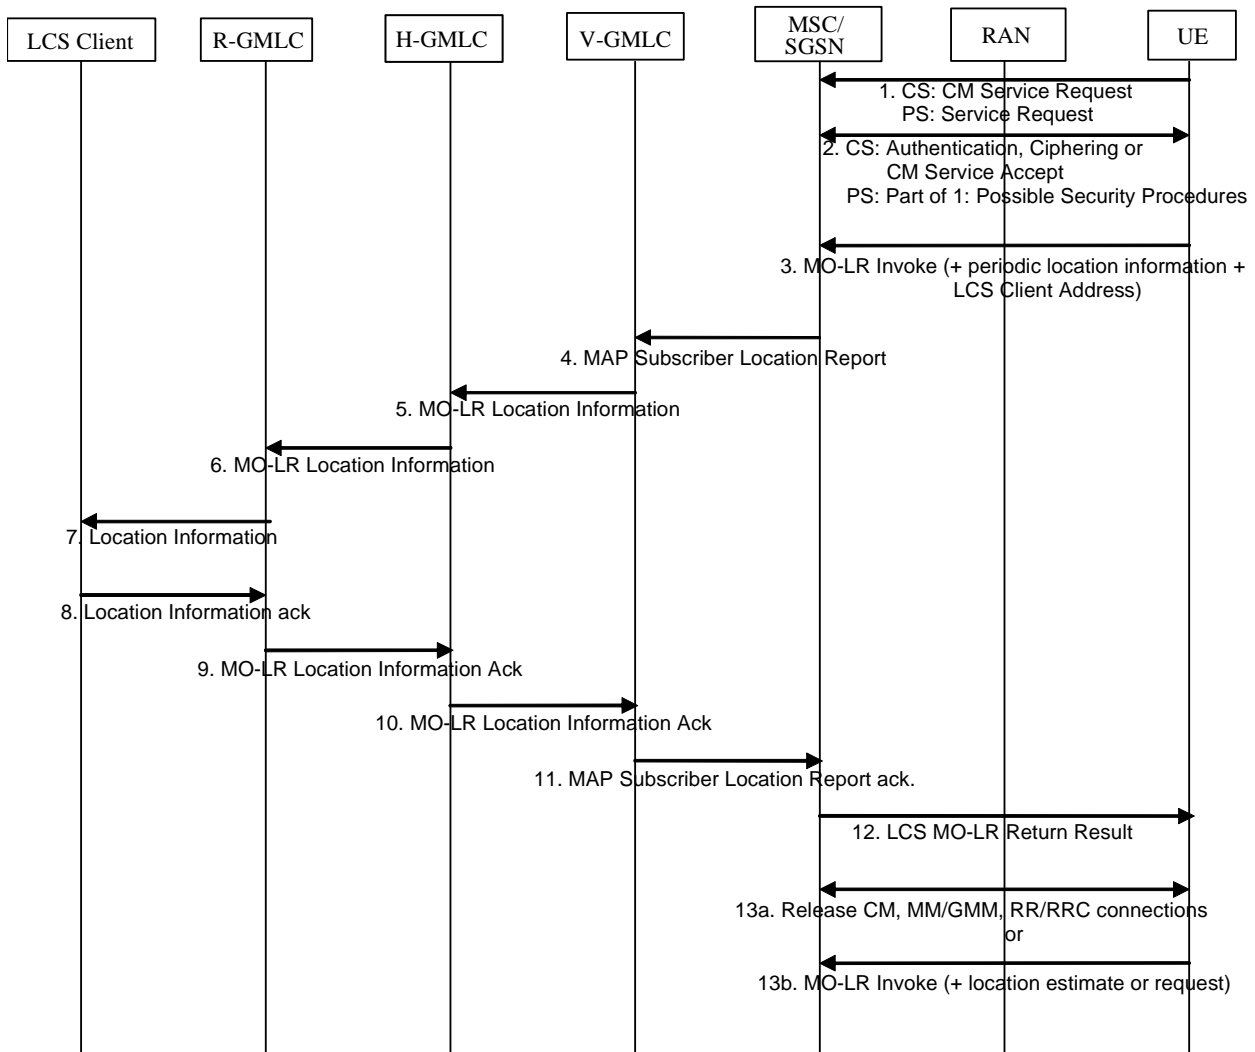 LCS Client
R-GMLC
H-GMLC
V-GMLC
MSC/
SGSN
RAN
UE
1. CS: CM Service Request
PS: Service Request
2. CS: Authentication, Ciphering or
CM Service Accept
PS: Part of 1: Possible Security Procedures
3. MO-LR Invoke (+ periodic location information +
LCS Client Address)
4. MAP Subscriber Location Report
5. MO-LR Location Information
6. MO-LR Location Information
7. Location Information
8. Location Information ack
9. MO-LR Location Information Ack
10. MO-LR Location Information Ack
11. MAP Subscriber Location Report ack.
12. LCS MO-LR Return Result
13a. Release CM, MM/GMM, RR/RRC connections
or
13b. MO-LR Invoke (+ location estimate or request)